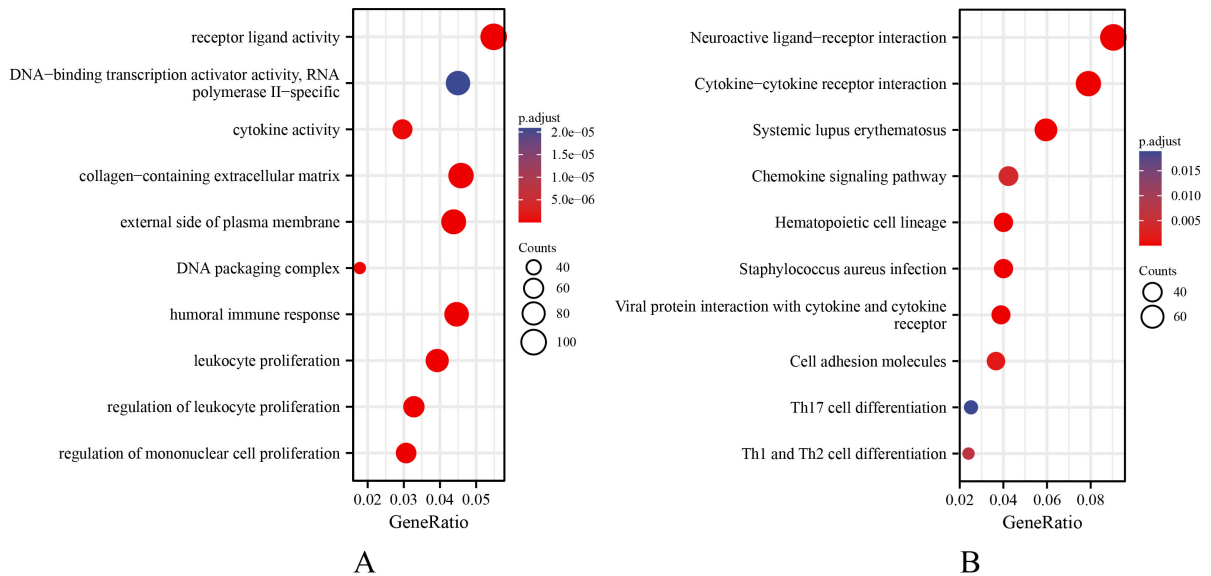 receptor ligand activity
DNA−binding transcription activator activity, RNA
polymerase II−specific
cytokine activity
collagen−containing extracellular matrix
external side of plasma membrane
DNA packaging complex
humoral immune response
leukocyte proliferation
regulation of leukocyte proliferation
regulation of mononuclear cell proliferation
0.02 0.03 0.04 0.05
GeneRatio
p.adjust
2.0e−05
1.5e−05
1.0e−05
5.0e−06
Counts
40
60
80
100
A
Neuroactive ligand−receptor interaction
Cytokine−cytokine receptor interaction
Systemic lupus erythematosus
Chemokine signaling pathway
Hematopoietic cell lineage
Staphylococcus aureus infection
Viral protein interaction with cytokine and cytokine
receptor
Cell adhesion molecules
Th17 cell differentiation
Th1 and Th2 cell differentiation
0.02 0.04 0.06 0.08
GeneRatio
p.adjust
0.015
0.010
0.005
Counts
40
60
B